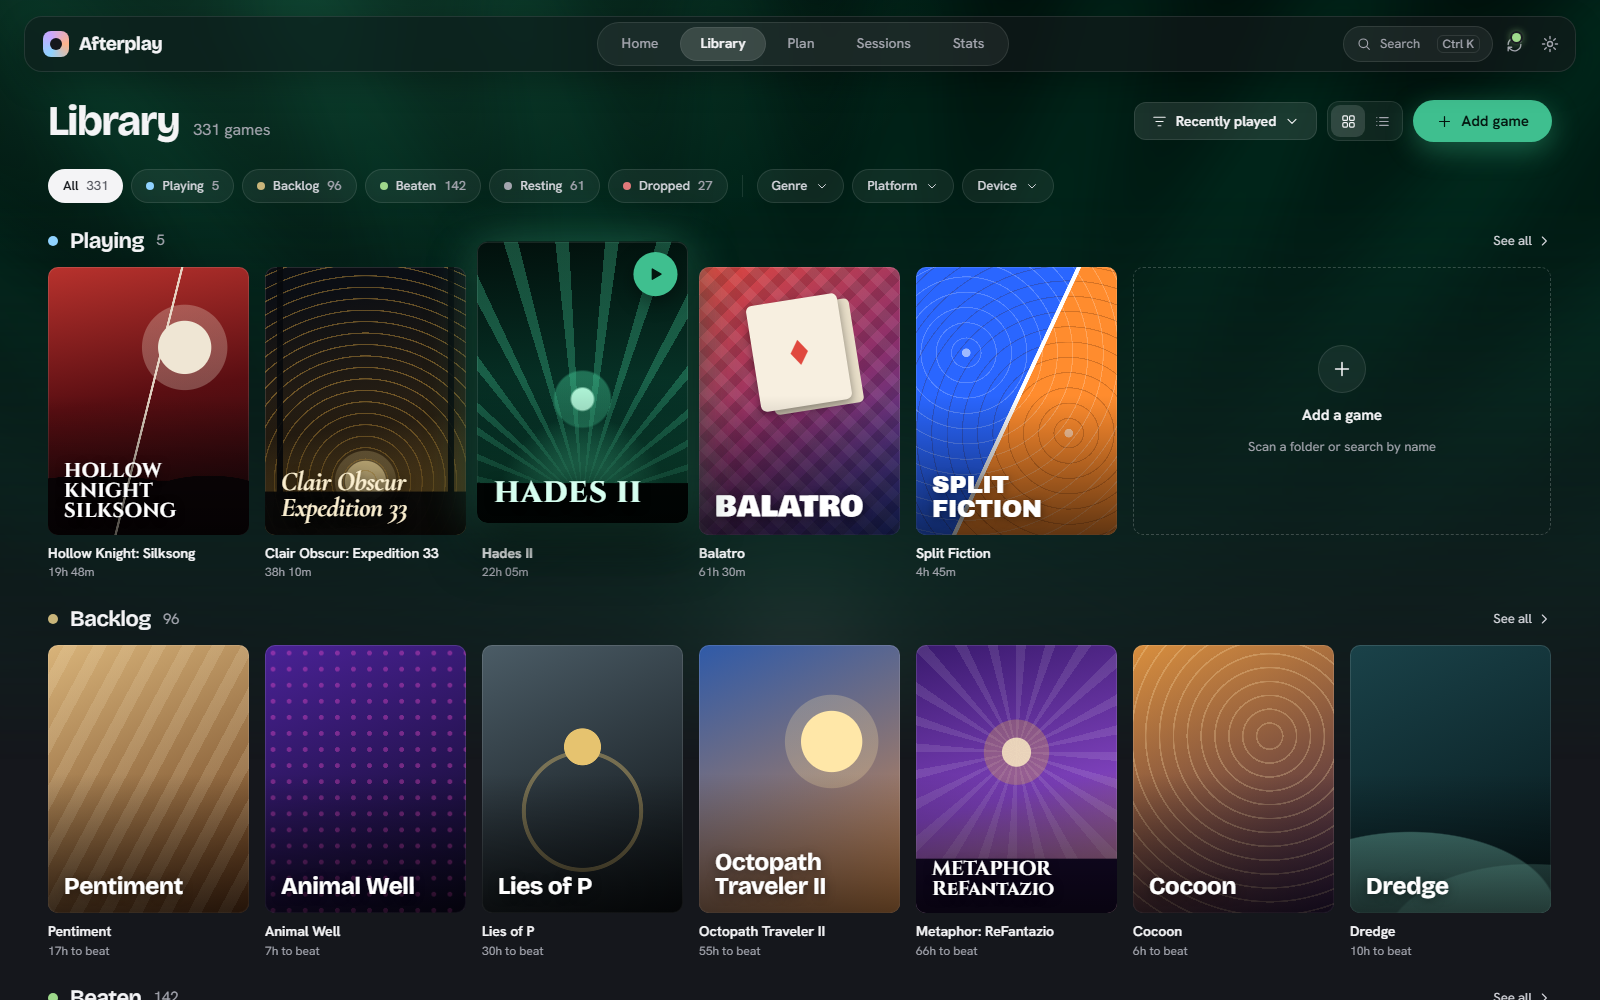 Afterplay
Home
Library
Plan
Sessions
Stats
Search
Ctrl K
Library
331 games
Recently played
Add game
All 331
Playing 5
Backlog 96
Beaten 142
Resting 61
Dropped 27
Genre
Platform
Device
Playing 5
See all
HOLLOW
KNIGHT
SILKSONG
Clair Obscur
Expedition 33
HADES II
BALATRO
SPLIT
FICTION
Add a game
Scan a folder or search by name
Hollow Knight: Silksong
19h 48m
Clair Obscur: Expedition 33
38h 10m
Hades II
22h 05m
Balatro
61h 30m
Split Fiction
4h 45m
Backlog 96
See all
Pentiment
Animal Well
Lies of P
Octopath
Traveler II
METAPHOR
REFANTAZIO
Cocoon
Dredge
Pentiment
17h to beat
Animal Well
7h to beat
Lies of P
30h to beat
Octopath Traveler II
55h to beat
Metaphor: ReFantazio
66h to beat
Cocoon
6h to beat
Dredge
10h to beat
Beaten 142
See all